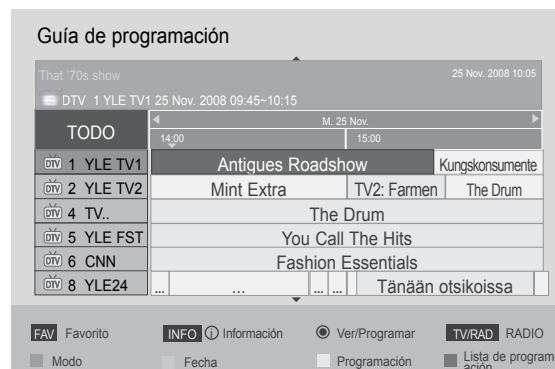 Guía de programación
That '70s show
25 Nov. 2008 10:05
DTV 1 YLE TV1 25 Nov. 2008 09:45~10:15
TODO
M. 25 Nov.
14:00 15:00
DTV 1 YLE TV1 Antigues Roadshow Kungskonsumente
DTV 2 YLE TV2 Mint Extra TV2: Farmen The Drum
DTV 4 TV.. The Drum
DTV 5 YLE FST You Call The Hits
DTV 6 CNN Fashion Essentials
DTV 8 YLE24 ... ... ... ... Tänään otsikoissa
FAV Favorito INFO ⓘ Información Ver/Programar TV/RAD RADIO
Modo Fecha Programación Lista de program
ación